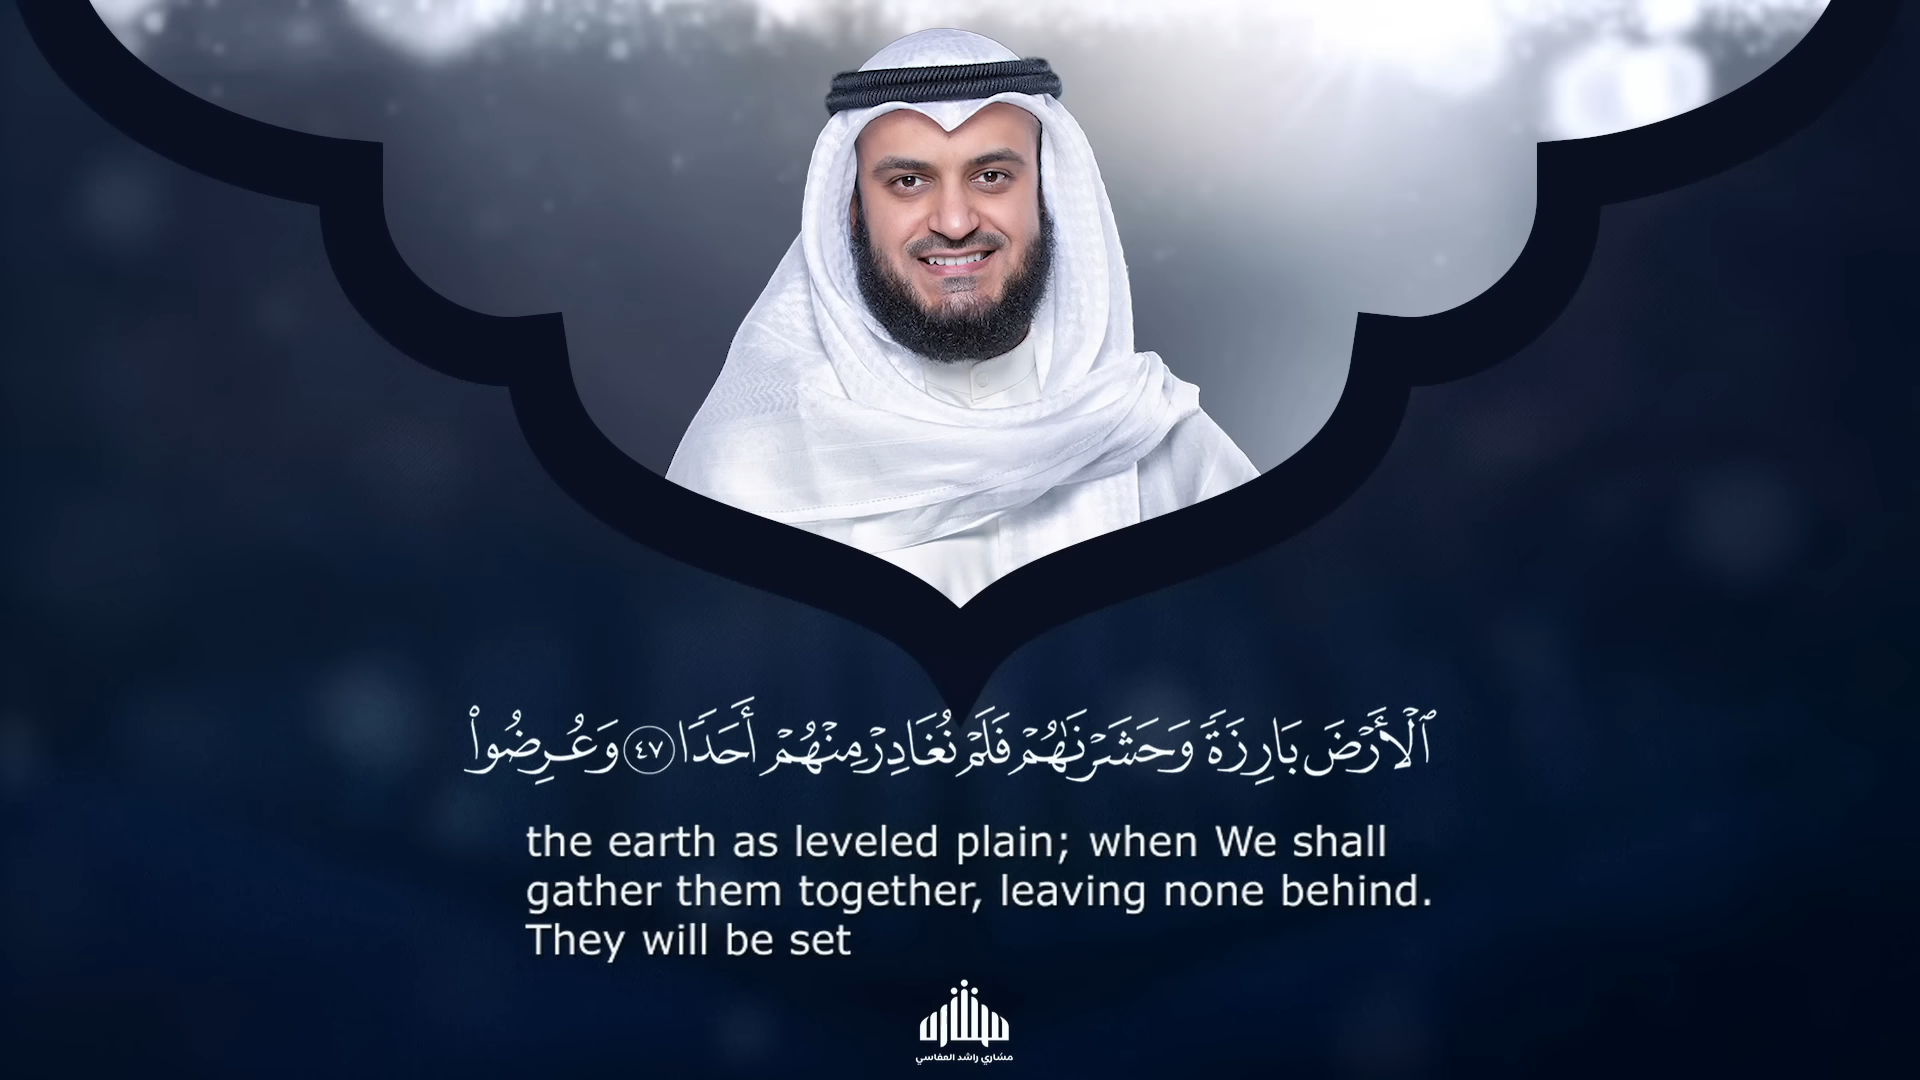 ٱلْأَرْضَ بَارِزَةً وَحَشَرْنَٰهُمْ فَلَمْ نُغَادِرْ مِنْهُمْ أَحَدًا ٤٧ وَعُرِضُوا۟
the earth as leveled plain; when We shall
gather them together, leaving none behind.
They will be set
مشاري راشد العفاسي